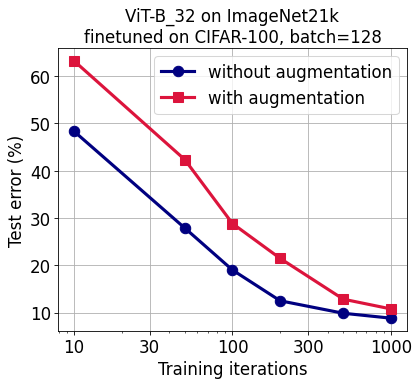 ViT-B_32 on ImageNet21k
finetuned on CIFAR-100, batch=128
without augmentation
with augmentation
Test error (%)
60
50
40
30
20
10
10
30
100
300
1000
Training iterations